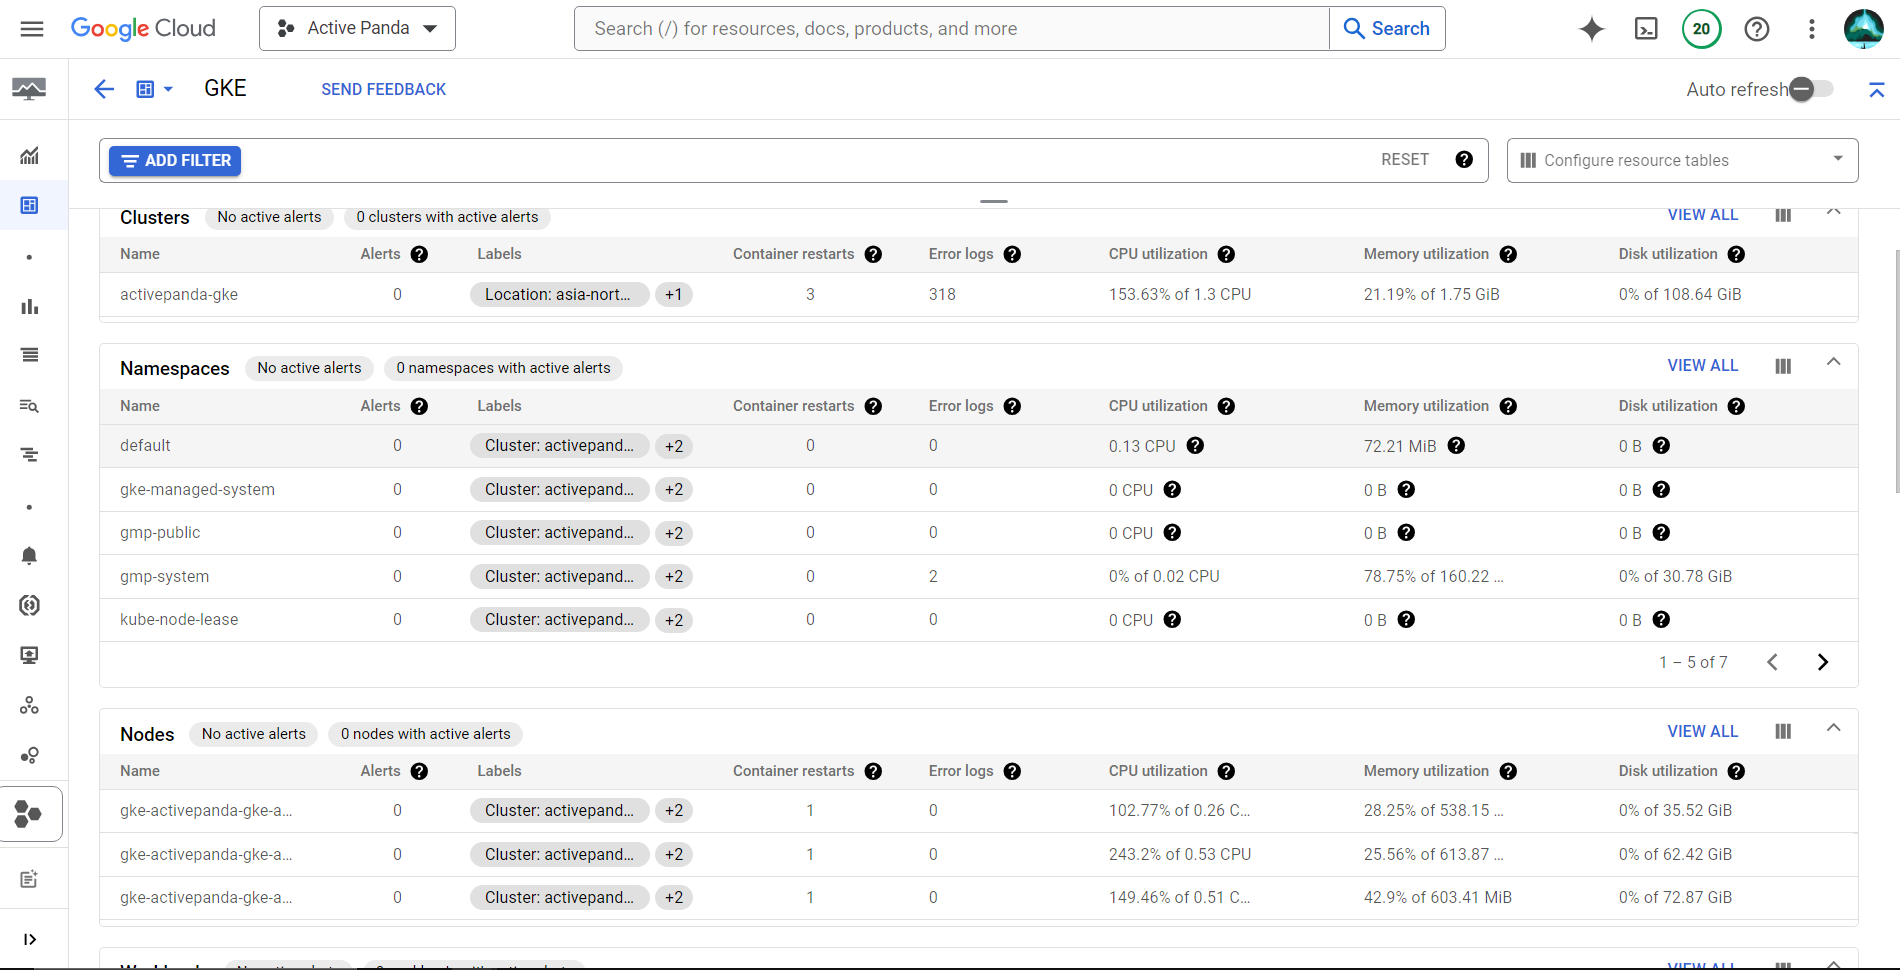 Google Cloud Active Panda Search (/) for resources, docs, products, and more Search 20
GKE SEND FEEDBACK Auto refresh
ADD FILTER RESET Configure resource tables
Clusters No active alerts 0 clusters with active alerts VIEW ALL
Name Alerts Labels Container restarts Error logs CPU utilization Memory utilization Disk utilization
activepanda-gke 0 Location: asia-nort... +1 3 318 153.63% of 1.3 CPU 21.19% of 1.75 GiB 0% of 108.64 GiB
Namespaces No active alerts 0 namespaces with active alerts VIEW ALL
Name Alerts Labels Container restarts Error logs CPU utilization Memory utilization Disk utilization
default 0 Cluster: activepand... +2 0 0 0.13 CPU 72.21 MiB 0 B
gke-managed-system 0 Cluster: activepand... +2 0 0 0 CPU 0 B 0 B
gmp-public 0 Cluster: activepand... +2 0 0 0 CPU 0 B 0 B
gmp-system 0 Cluster: activepand... +2 0 2 0% of 0.02 CPU 78.75% of 160.22 ... 0% of 30.78 GiB
kube-node-lease 0 Cluster: activepand... +2 0 0 0 CPU 0 B 0 B
1 – 5 of 7
Nodes No active alerts 0 nodes with active alerts VIEW ALL
Name Alerts Labels Container restarts Error logs CPU utilization Memory utilization Disk utilization
gke-activepanda-gke-a... 0 Cluster: activepand... +2 1 0 102.77% of 0.26 C... 28.25% of 538.15 ... 0% of 35.52 GiB
gke-activepanda-gke-a... 0 Cluster: activepand... +2 1 0 243.2% of 0.53 CPU 25.56% of 613.87 ... 0% of 62.42 GiB
gke-activepanda-gke-a... 0 Cluster: activepand... +2 1 0 149.46% of 0.51 C... 42.9% of 603.41 MiB 0% of 72.87 GiB
VIEW ALL